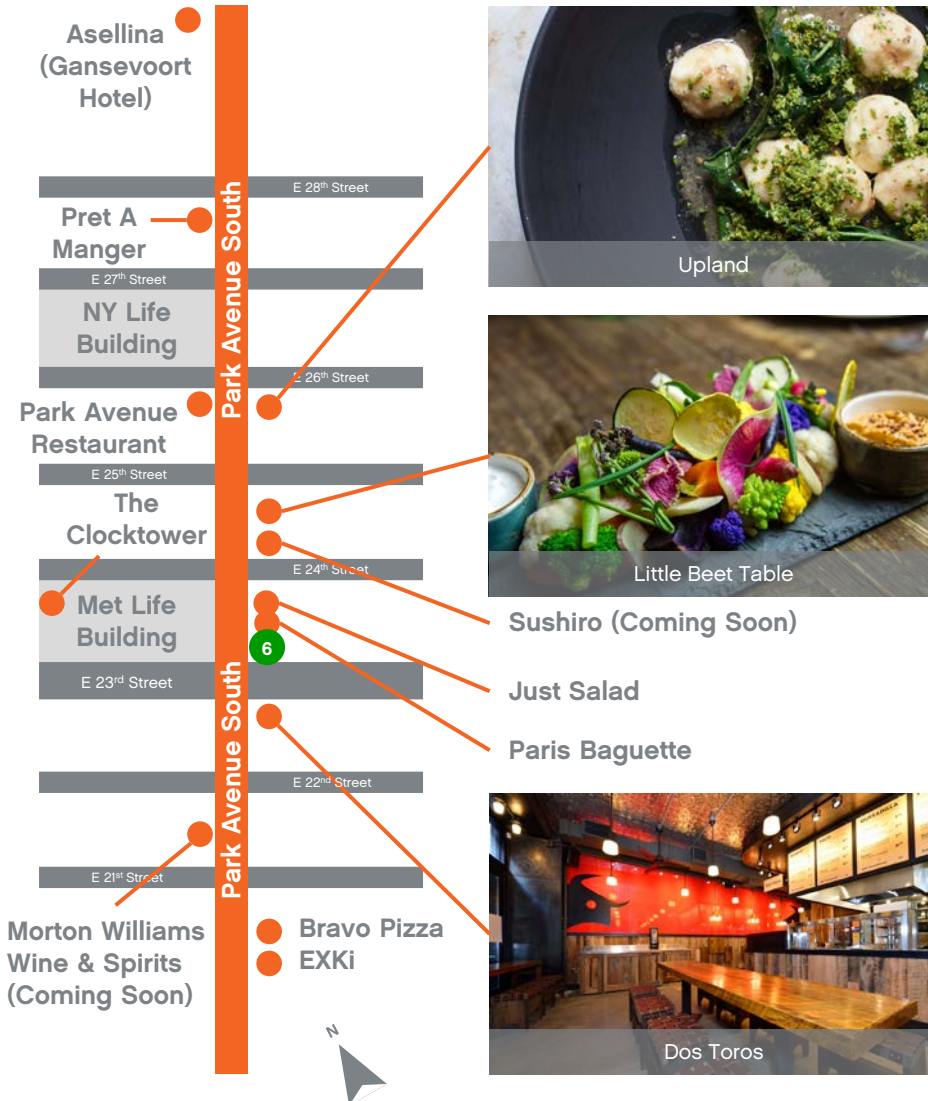 Asellina
(Gansevoort
Hotel)
E 28th Street
Pret A
Manger
E 27th Street
NY Life
Building
Park Avenue South
E 26th Street
Upland
Park Avenue
Restaurant
E 25th Street
The
Clocktower
E 24th Street
Little Beet Table
Met Life
Building
6
Sushiro (Coming Soon)
Just Salad
Paris Baguette
E 23rd Street
Park Avenue South
E 22nd Street
E 21st Street
Morton Williams
Wine & Spirits
(Coming Soon)
Bravo Pizza
EXKi
N
Dos Toros